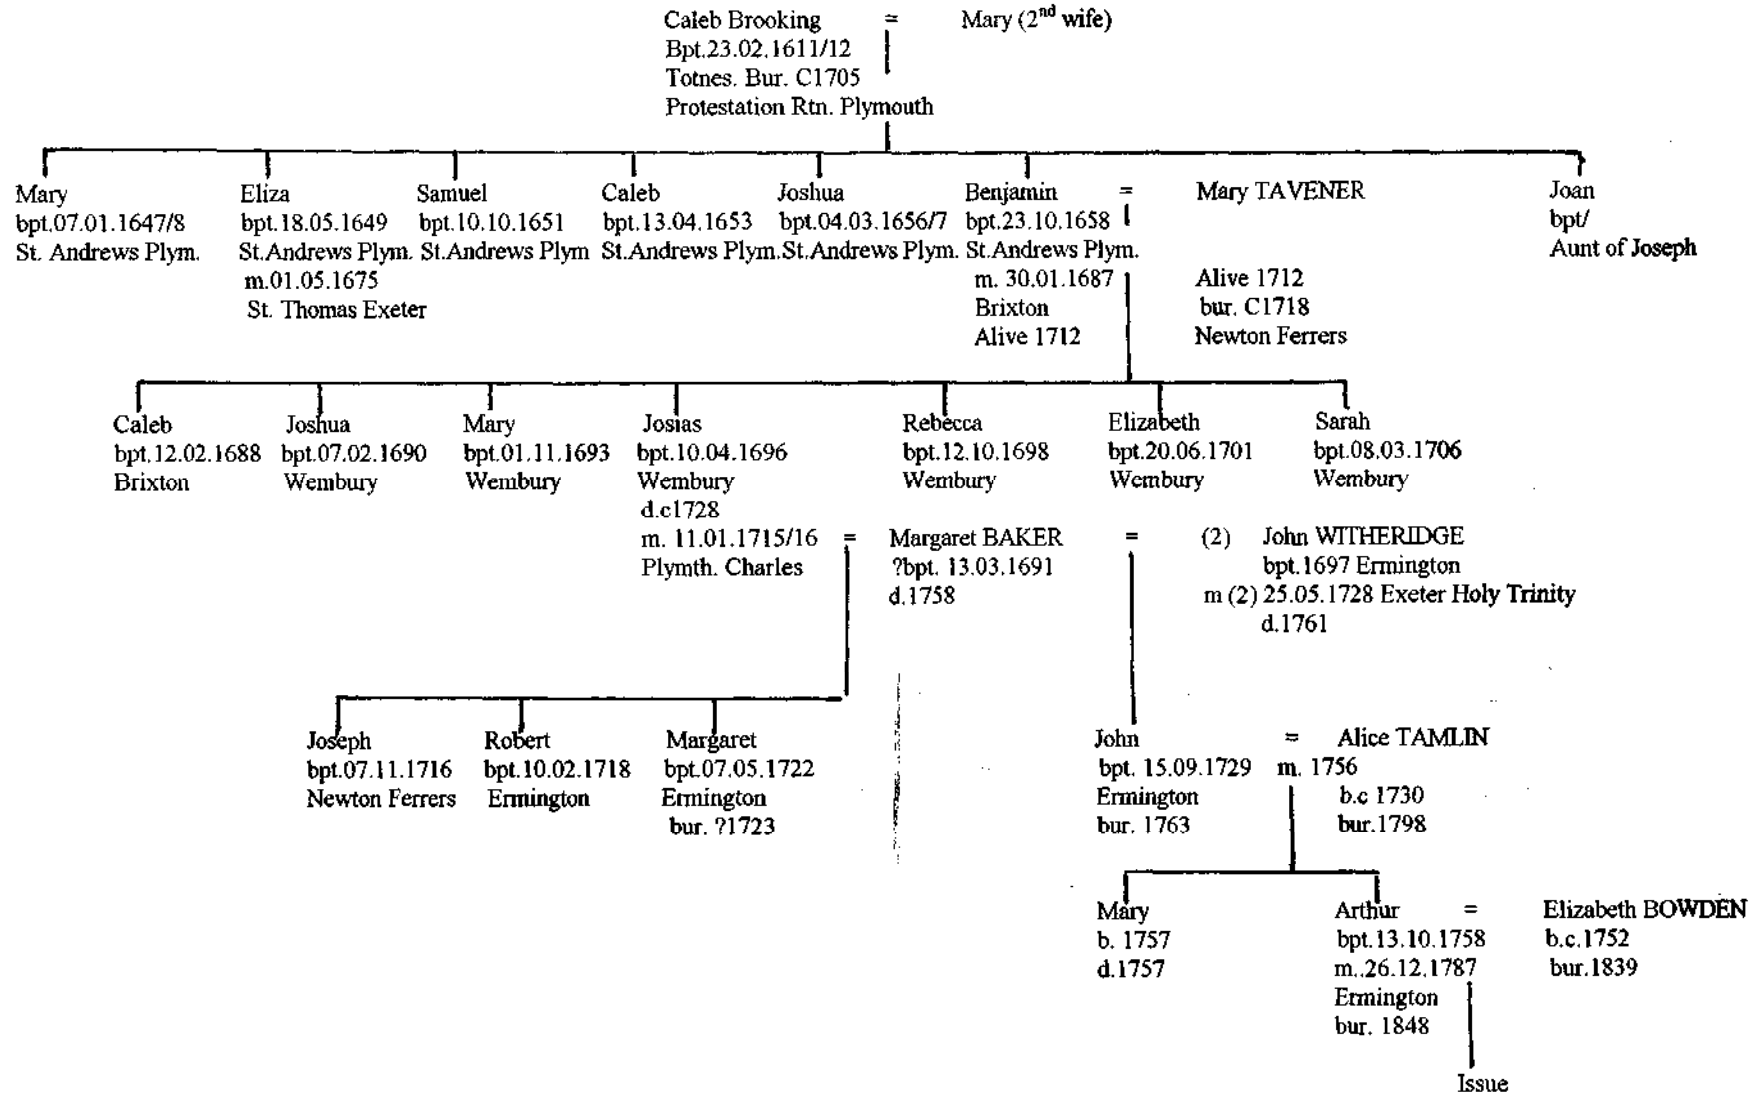 Caleb Brooking = Mary (2nd wife)
Bpt.23.02.1611/12
Totnes. Bur. C1705
Protestation Rtn. Plymouth
Mary
bpt.07.01.1647/8
St. Andrews Plym.
Eliza
bpt.18.05.1649
St.Andrews Plym.
m.01.05.1675
St. Thomas Exeter
Samuel
bpt.10.10.1651
St.Andrews Plym
Caleb
bpt.13.04.1653
St.Andrews Plym.
Joshua
bpt.04.03.1656/7
St.Andrews Plym.
Benjamin =
bpt.23.10.1658
St.Andrews Plym.
m. 30.01.1687
Brixton
Alive 1712
Mary TAVENER
Alive 1712
bur. C1718
Newton Ferrers
Joan
bpt/
Aunt of Joseph
Caleb
bpt.12.02.1688
Brixton
Joshua
bpt.07.02.1690
Wembury
Mary
bpt.01.11.1693
Wembury
Josias
bpt.10.04.1696
Wembury
d.c1728
m. 11.01.1715/16 =
Plymth. Charles
Rebecca
bpt.12.10.1698
Wembury
Elizabeth
bpt.20.06.1701
Wembury
Sarah
bpt.08.03.1706
Wembury
Margaret BAKER =
?bpt. 13.03.1691
d.1758
(2) John WITHERIDGE
bpt.1697 Ermington
m (2) 25.05.1728 Exeter Holy Trinity
d.1761
Joseph
bpt.07.11.1716
Newton Ferrers
Robert
bpt.10.02.1718
Ermington
Margaret
bpt.07.05.1722
Ermington
bur. ?1723
John =
bpt. 15.09.1729 m. 1756
Ermington
bur. 1763
Alice TAMLIN
b.c 1730
bur.1798
Mary
b. 1757
d.1757
Arthur =
bpt.13.10.1758
m..26.12.1787
Ermington
bur. 1848
Elizabeth BOWDEN
b.c.1752
bur.1839
Issue